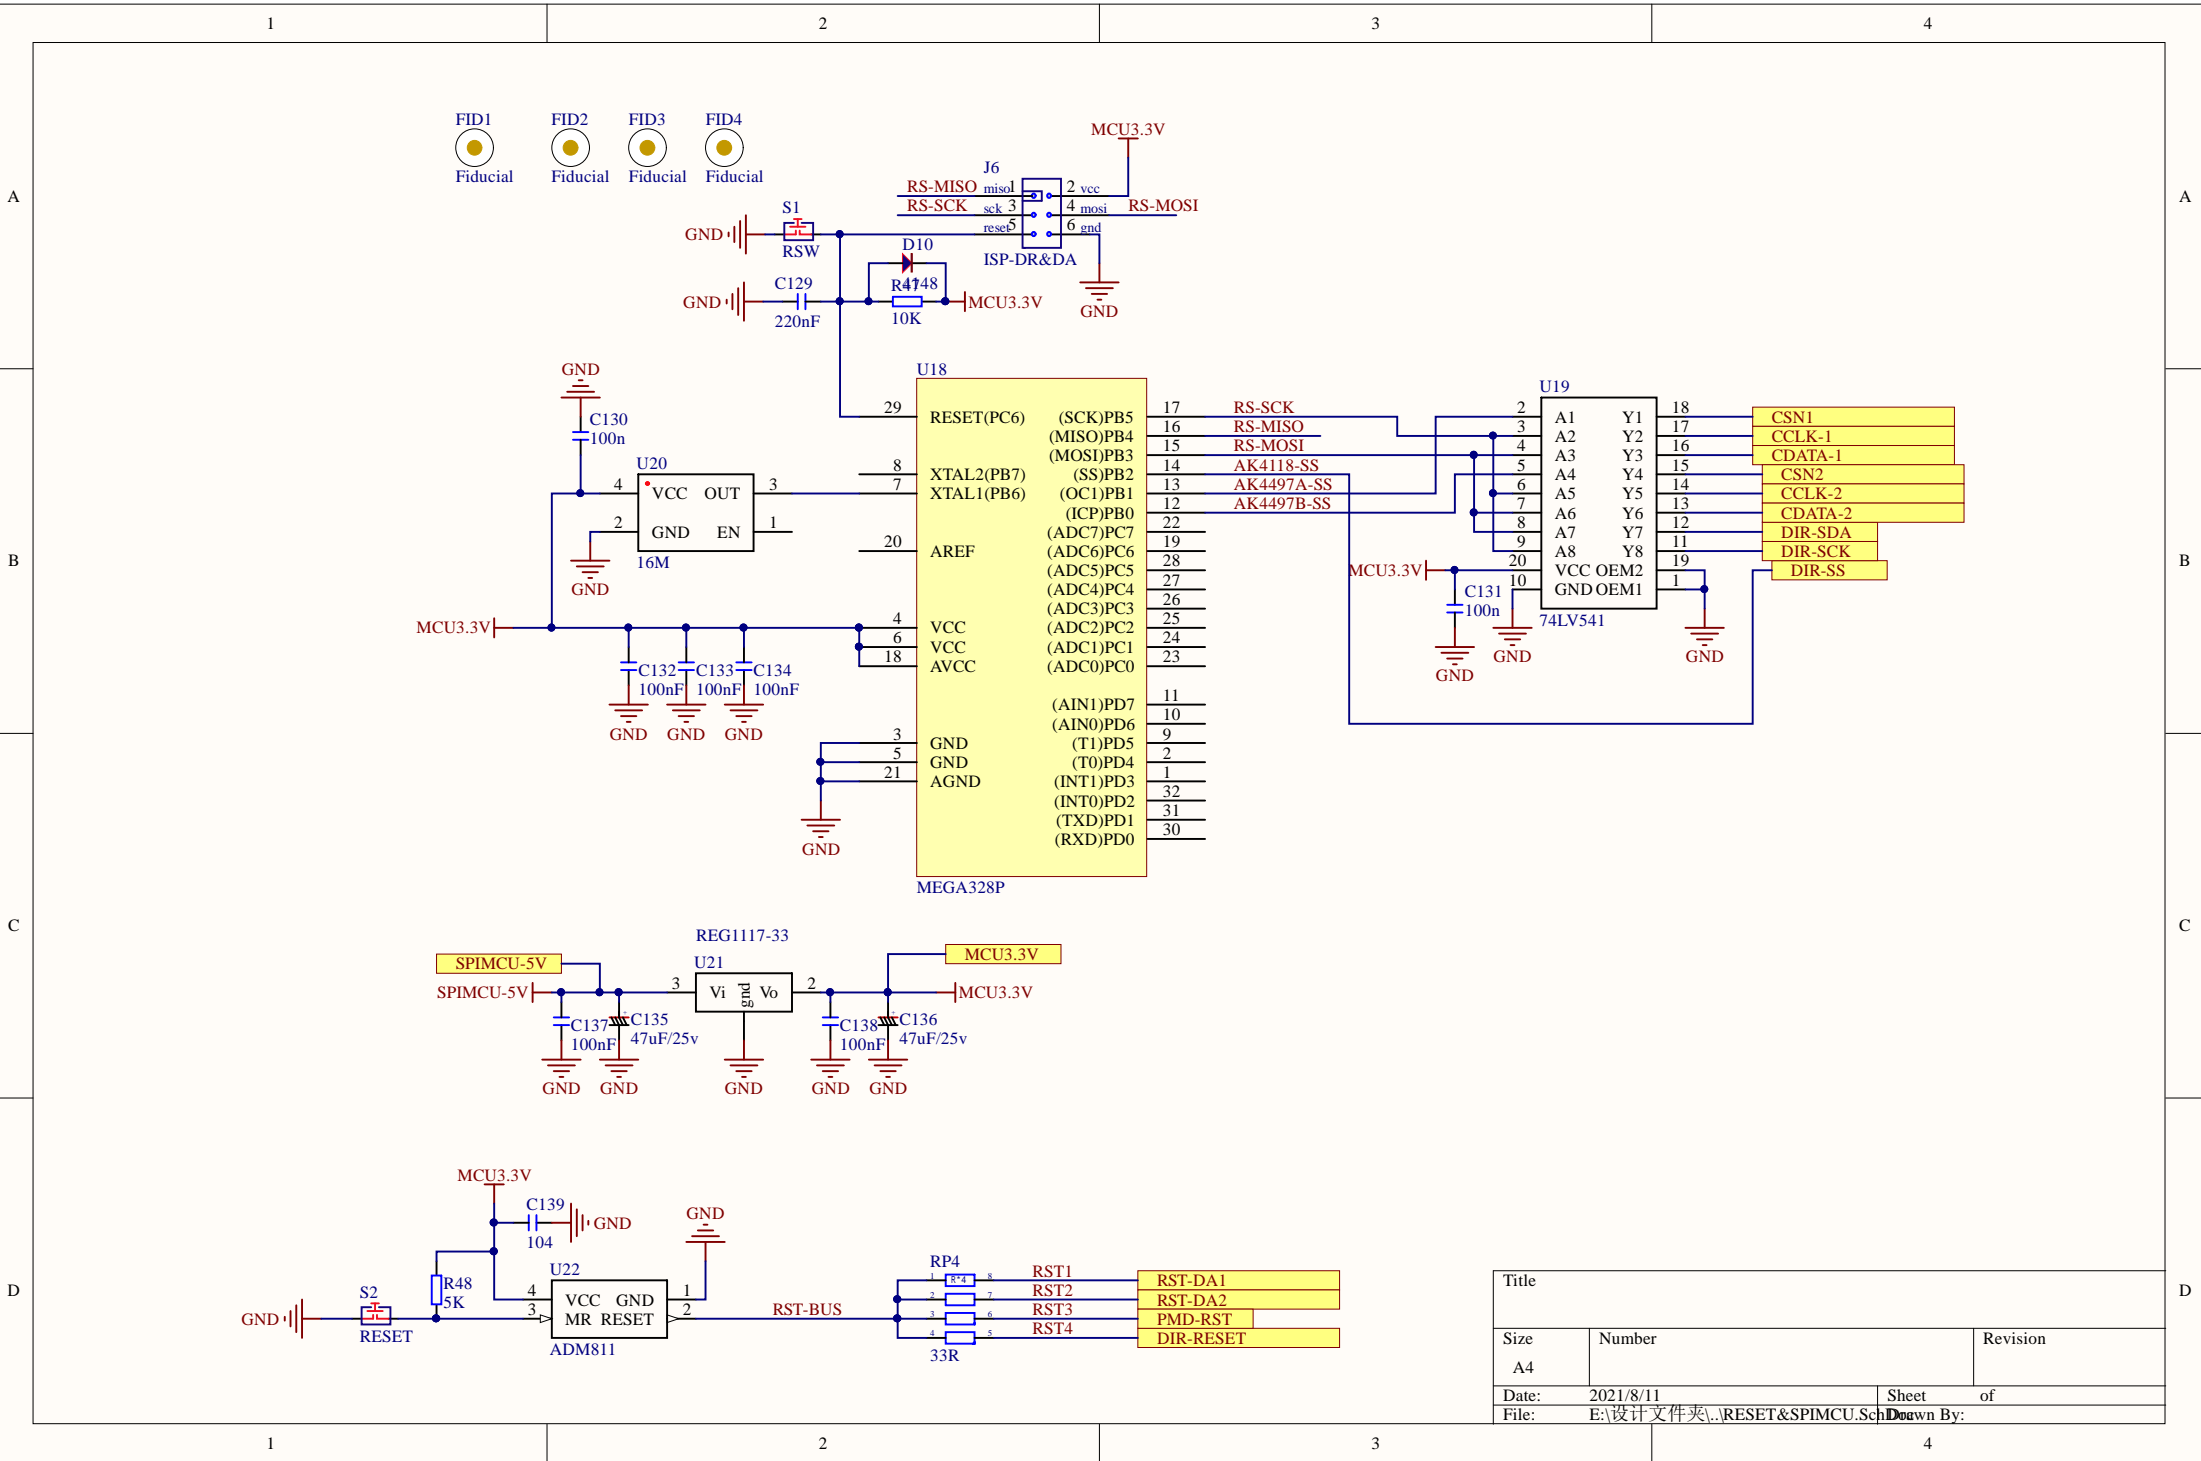 1 2 3 4
A A
B B
C C
D D
FID1 FID2 FID3 FID4
Fiducial Fiducial Fiducial Fiducial
MCU3.3V
J6
RS-MISO miso 1 2 vcc
RS-SCK sck 3 4 mosi RS-MOSI
reset 5 6 gnd
ISP-DR&DA
GND
S1
GND
RSW
D10
4148
C129
GND
220nF
R47
10K
MCU3.3V
GND
C130
100n
U20
4 VCC OUT 3
2 GND EN 1
16M
GND
MCU3.3V
C132 C133 C134
100nF 100nF 100nF
GND GND GND
GND
U18
29 RESET(PC6)
8 XTAL2(PB7)
7 XTAL1(PB6)
20 AREF
4 VCC
6 VCC
18 AVCC
3 GND
5 GND
21 AGND
(SCK)PB5 17 RS-SCK
(MISO)PB4 16 RS-MISO
(MOSI)PB3 15 RS-MOSI
(SS)PB2 14 AK4118-SS
(OC1)PB1 13 AK4497A-SS
(ICP)PB0 12 AK4497B-SS
(ADC7)PC7 22
(ADC6)PC6 19
(ADC5)PC5 28
(ADC4)PC4 27
(ADC3)PC3 26
(ADC2)PC2 25
(ADC1)PC1 24
(ADC0)PC0 23
(AIN1)PD7 11
(AIN0)PD6 10
(T1)PD5 9
(T0)PD4 2
(INT1)PD3 1
(INT0)PD2 32
(TXD)PD1 31
(RXD)PD0 30
MEGA328P
U19
2 A1 Y1 18 CSN1
3 A2 Y2 17 CCLK-1
4 A3 Y3 16 CDATA-1
5 A4 Y4 15 CSN2
6 A5 Y5 14 CCLK-2
7 A6 Y6 13 CDATA-2
8 A7 Y7 12 DIR-SDA
9 A8 Y8 11 DIR-SCK
MCU3.3V 20 VCC OEM2 19 DIR-SS
10 GND OEM1 1
74LV541
C131
100n
GND
GND
GND
REG1117-33
U21
SPIMCU-5V
SPIMCU-5V
3 Vi gnd Vo 2
MCU3.3V
MCU3.3V
C137 C135 C138 C136
100nF 47uF/25v 100nF 47uF/25v
GND GND GND GND GND
MCU3.3V
C139
GND
104
R48
5K
S2
GND
RESET
U22
4 VCC GND 1
3 MR RESET 2
ADM811
GND
RST-BUS
RP4
1 R*4 8 RST1 RST-DA1
2 7 RST2 RST-DA2
3 6 RST3 PMD-RST
4 5 RST4 DIR-RESET
33R
Title
Size Number Revision
A4
Date: 2021/8/11 Sheet of
File: E:\设计文件夹\..\RESET&SPIMCU.SchDoc Drawn By:
1 2 3 4